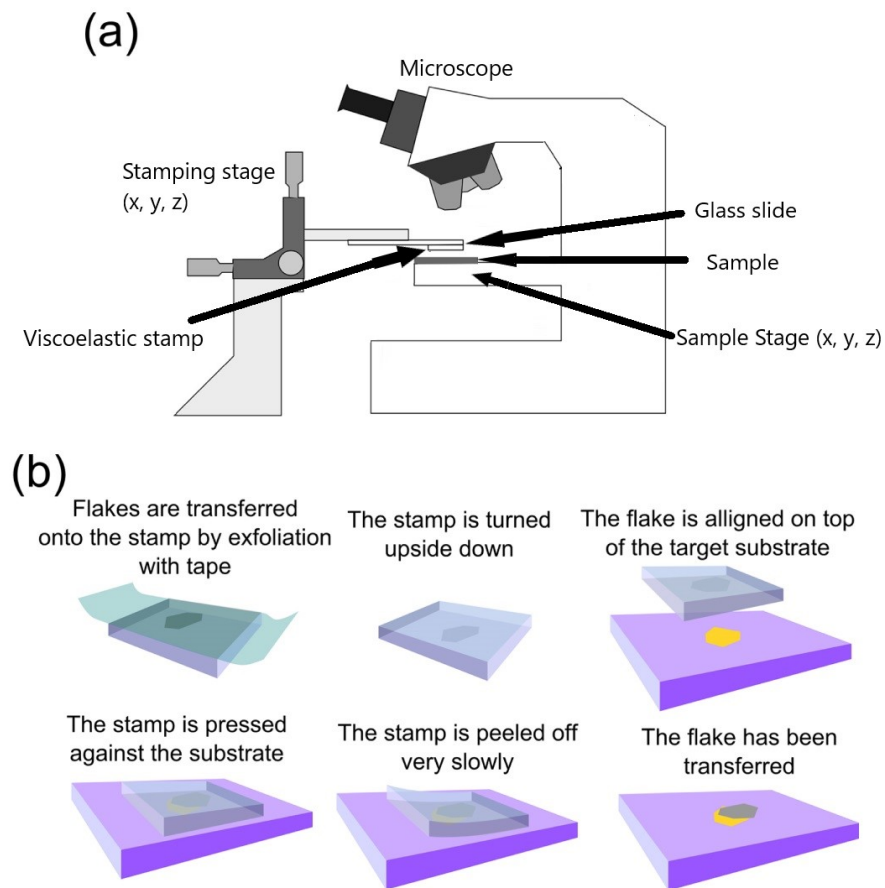 (a)
Microscope
Stamping stage
(x, y, z)
Glass slide
Sample
Viscoelastic stamp
Sample Stage (x, y, z)
(b)
Flakes are transferred
onto the stamp by exfoliation
with tape
The stamp is turned
upside down
The flake is alligned on top
of the target substrate
The stamp is pressed
against the substrate
The stamp is peeled off
very slowly
The flake has been
transferred